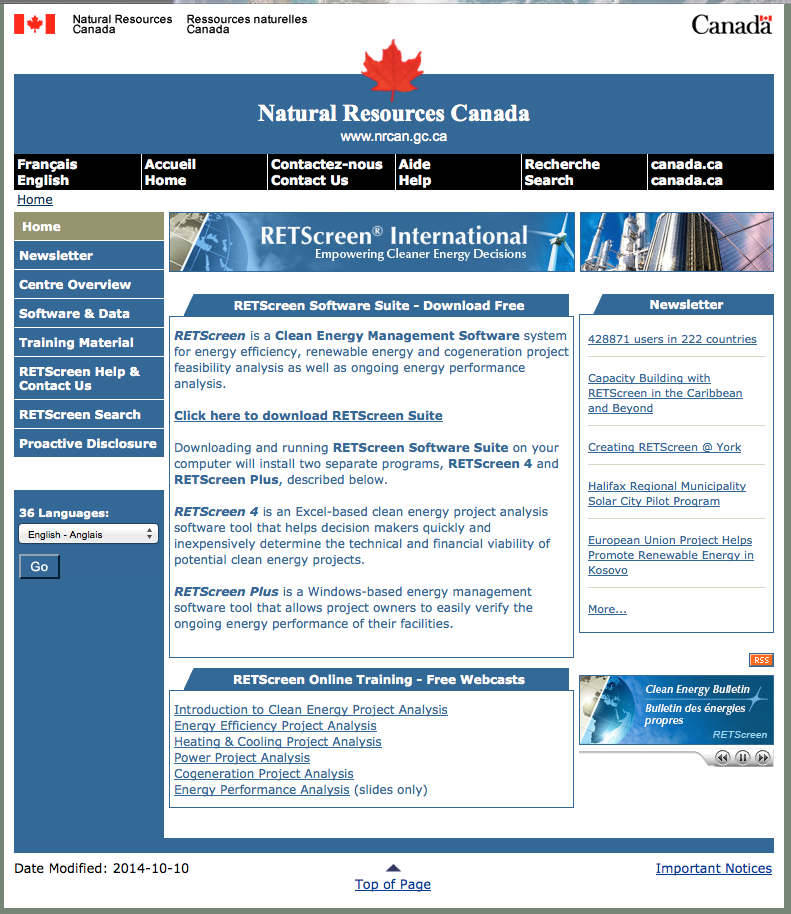 Natural Resources
Canada
Ressources naturelles
Canada
Canada
Natural Resources Canada
www.nrcan.gc.ca
Français
English
Accueil
Home
Contactez-nous
Contact Us
Aide
Help
Recherche
Search
canada.ca
canada.ca
Home
Home
Newsletter
Centre Overview
Software & Data
Training Material
RETScreen Help &
Contact Us
RETScreen Search
Proactive Disclosure
36 Languages:
English - Anglais
Go
RETScreen® International
Empowering Cleaner Energy Decisions
RETScreen Software Suite - Download Free
RETScreen is a Clean Energy Management Software system
for energy efficiency, renewable energy and cogeneration project
feasibility analysis as well as ongoing energy performance
analysis.
Click here to download RETScreen Suite
Downloading and running RETScreen Software Suite on your
computer will install two separate programs, RETScreen 4 and
RETScreen Plus, described below.
RETScreen 4 is an Excel-based clean energy project analysis
software tool that helps decision makers quickly and
inexpensively determine the technical and financial viability of
potential clean energy projects.
RETScreen Plus is a Windows-based energy management
software tool that allows project owners to easily verify the
ongoing energy performance of their facilities.
RETScreen Online Training - Free Webcasts
Introduction to Clean Energy Project Analysis
Energy Efficiency Project Analysis
Heating & Cooling Project Analysis
Power Project Analysis
Cogeneration Project Analysis
Energy Performance Analysis (slides only)
Newsletter
428871 users in 222 countries
Capacity Building with
RETScreen in the Caribbean
and Beyond
Creating RETScreen @ York
Halifax Regional Municipality
Solar City Pilot Program
European Union Project Helps
Promote Renewable Energy in
Kosovo
More...
RSS
Clean Energy Bulletin
Bulletin des énergies
propres
RETScreen
Date Modified: 2014-10-10
Top of Page
Important Notices